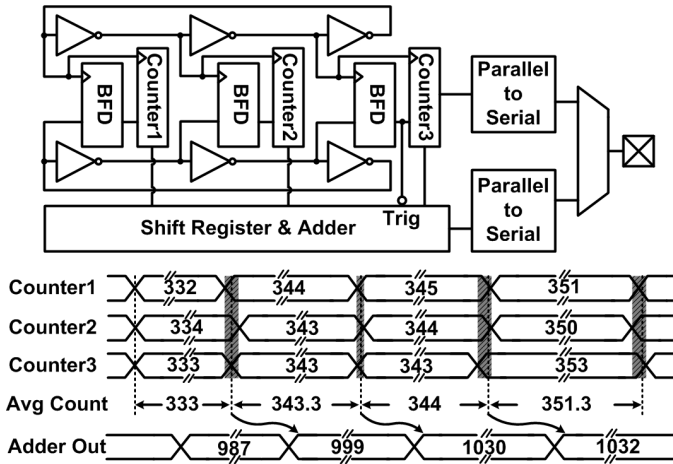 BFD
Counter1
BFD
Counter2
BFD
Counter3
Parallel
to
Serial
Parallel
to
Serial
Trig
Shift Register & Adder
Counter1 332 344 345 351
Counter2 334 343 344 350
Counter3 333 343 343 353
Avg Count 333 343.3 344 351.3
Adder Out 987 999 1030 1032